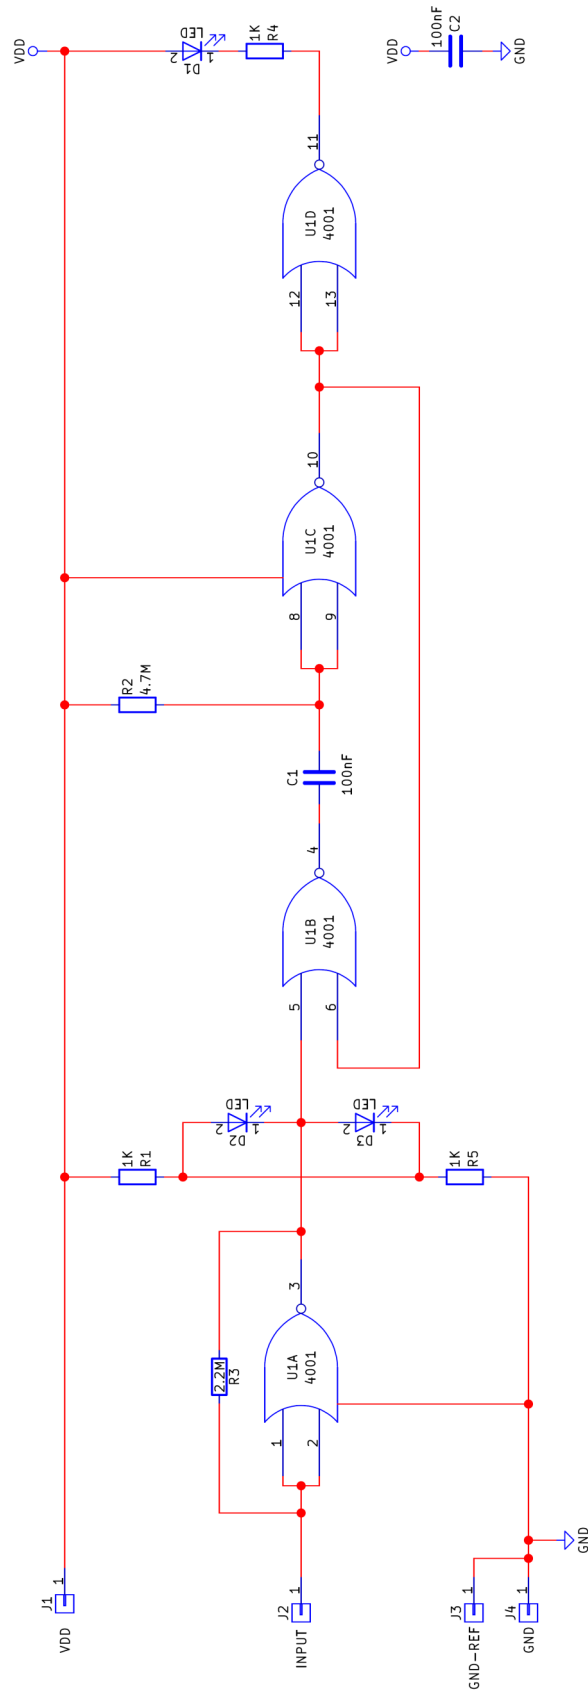 VDD
2
LED
1
D1
1K
R4
VDD
100nF
C2
GND
11
U1D
4001
12
13
10
U1C
4001
8
9
R2
4.7M
C1
100nF
4
U1B
4001
5
6
LED
2
1
D2
LED
2
1
D3
1K
R1
1K
R5
3
2.2M
R3
U1A
4001
1
2
J1
1
VDD
J2
1
INPUT
J3
1
GND-REF
J4
1
GND
GND